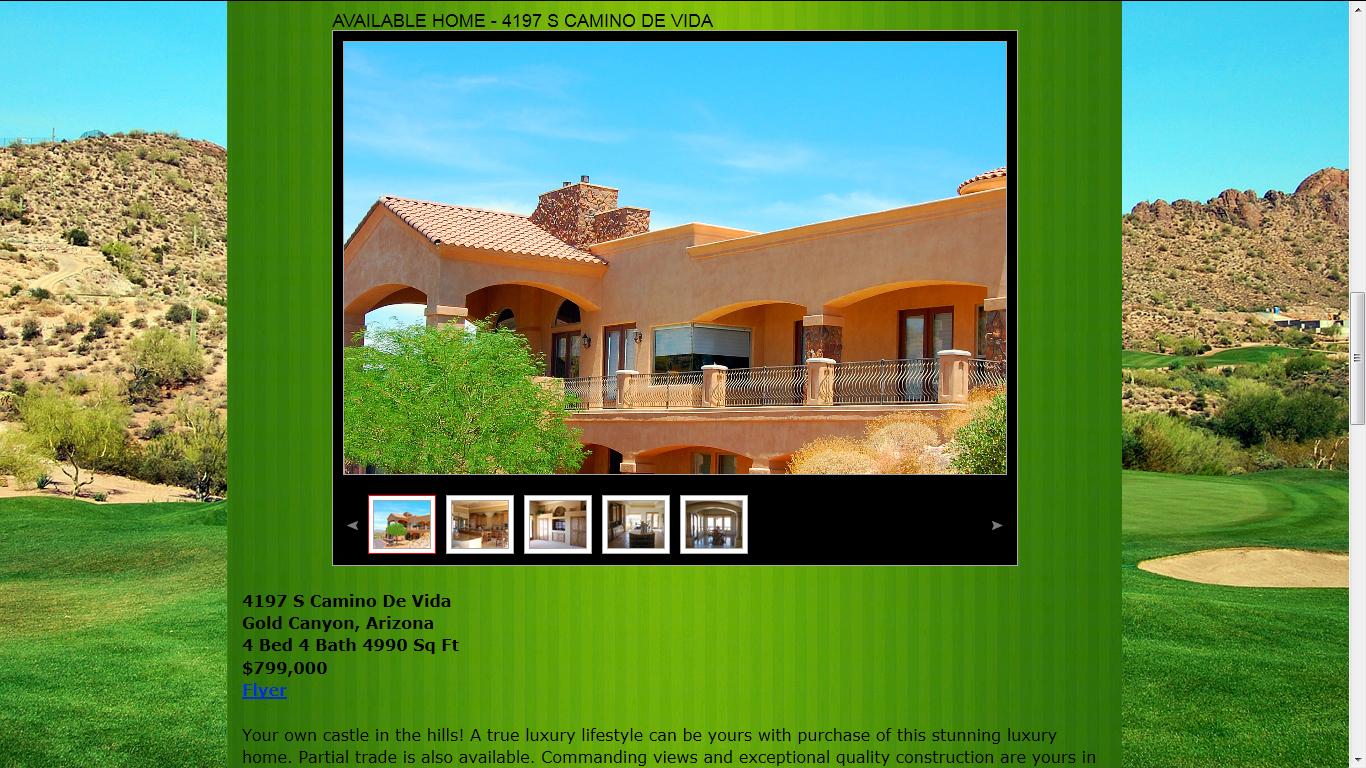 AVAILABLE HOME - 4197 S CAMINO DE VIDA
4197 S Camino De Vida
Gold Canyon, Arizona
4 Bed 4 Bath 4990 Sq Ft
$799,000
Flyer
Your own castle in the hills! A true luxury lifestyle can be yours with purchase of this stunning luxury
home. Partial trade is also available. Commanding views and exceptional quality construction are yours in